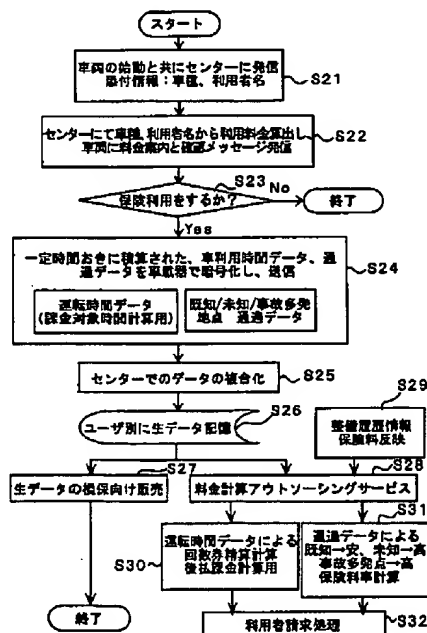 スタート
車両の始動と共にセンターに発信
添付情報：車種、利用者名
S21
センターにて車種、利用者名から利用料金算出し
車両に料金案内と確認メッセージ発信
S22
S23
保険利用をするか？
No
終了
Yes
一定時間おきに積算された、車利用時間データ、通
過データを車載器で暗号化し、送信
S24
運転時間データ
(課金対象時間計算用)
既知/未知/事故多発
地点 通過データ
センターでのデータの複合化
S25
S26
ユーザ別に生データ記憶
S29
整備履歴情報
保険料反映
S27
生データの損保向け販売
S28
料金計算アウトソーシングサービス
S30
運転時間データによる
回数券精算計算
後払課金計算用
S31
通過データによる
既知→安、未知→高
事故多発点→高
保険料率計算
終了
S32
利用者請求処理